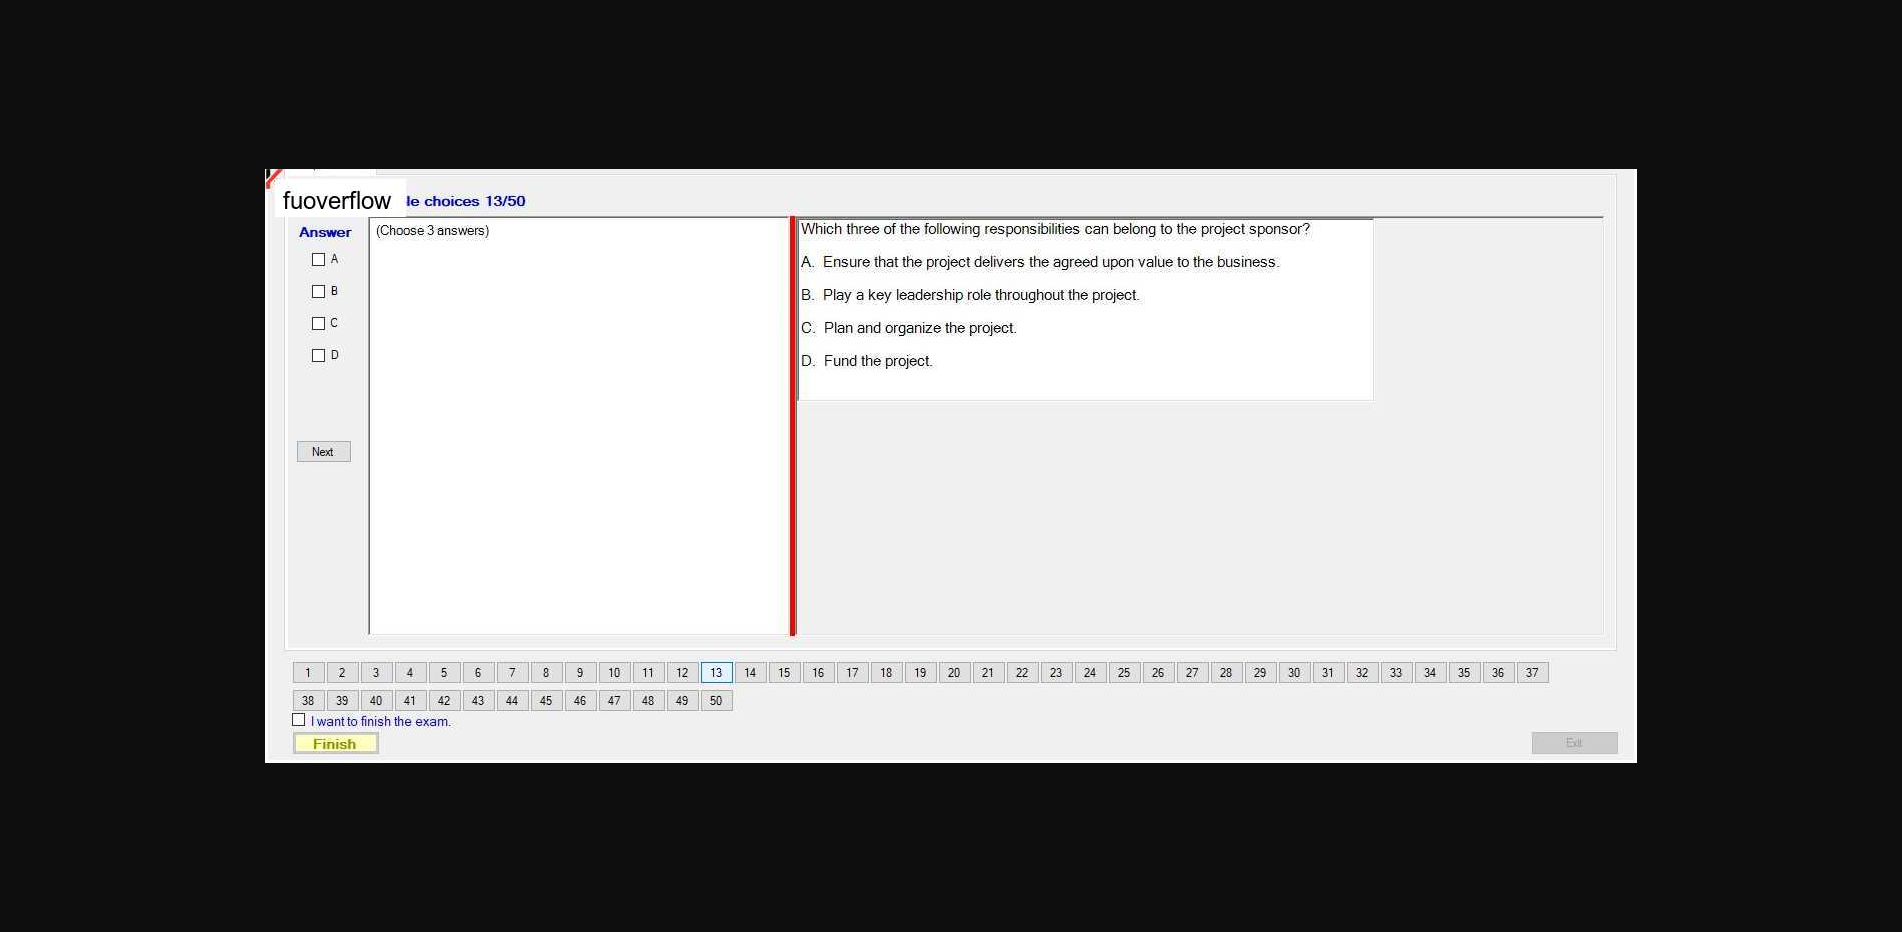 fuoverflow
le choices 13/50
Answer
(Choose 3 answers)
A
B
C
D
Next
Which three of the following responsibilities can belong to the project sponsor?
A. Ensure that the project delivers the agreed upon value to the business.
B. Play a key leadership role throughout the project.
C. Plan and organize the project.
D. Fund the project.
1 2 3 4 5 6 7 8 9 10 11 12 13 14 15 16 17 18 19 20 21 22 23 24 25 26 27 28 29 30 31 32 33 34 35 36 37
38 39 40 41 42 43 44 45 46 47 48 49 50
I want to finish the exam.
Finish
Exit